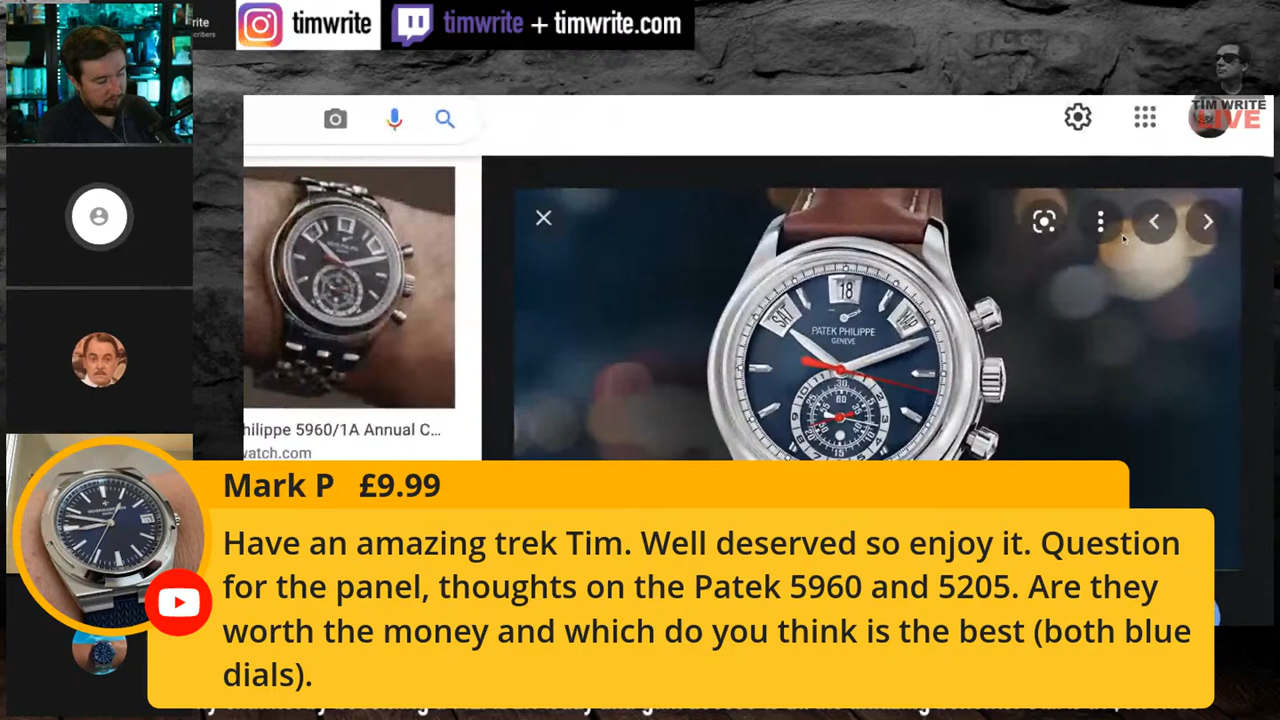 rite
timwrite
timwrite + timwrite.com
TIM WRITE
LIVE
PATEK PHILIPPE
GENEVE
SAT
18
hilippe 5960/1A Annual C...
watch.com
Mark P £9.99
Have an amazing trek Tim. Well deserved so enjoy it. Question
for the panel, thoughts on the Patek 5960 and 5205. Are they
worth the money and which do you think is the best (both blue
dials).